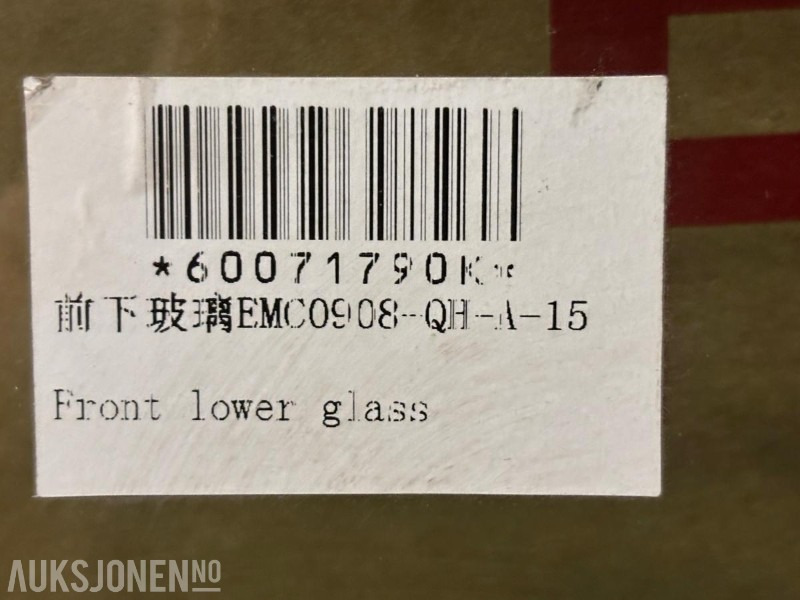 *60071790K*
前下玻璃EMC0908-QH-A-15
Front lower glass
AUKSJONEN.NO